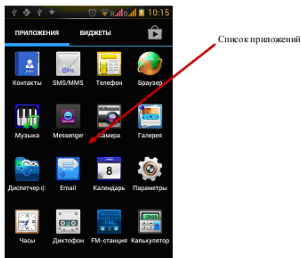 10:15
ПРИЛОЖЕНИЯ ВИДЖЕТЫ
Список приложений
Контакты SMS/MMS Телефон Браузер
Музыка Messenger Камера Галерея
Диспетчер ф Email Календарь Параметры
8
Часы Диктофон FM-станция Калькулятор